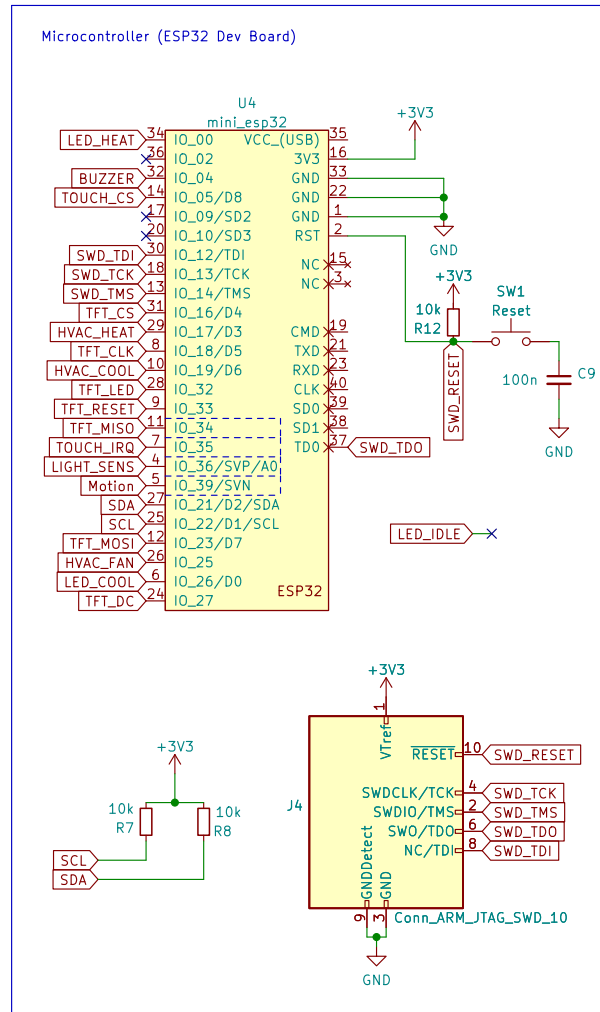 Microcontroller (ESP32 Dev Board)
U4
mini_esp32
+3V3
LED_HEAT 34 IO_00 VCC_(USB) 35
36 IO_02 3V3 16
BUZZER 32 IO_04 GND 33
TOUCH_CS 14 IO_05/D8 GND 22
17 IO_09/SD2 GND 1
20 IO_10/SD3 RST 2
GND
SWD_TDI 30 IO_12/TDI NC 15
SWD_TCK 18 IO_13/TCK NC 3
SWD_TMS 13 IO_14/TMS
TFT_CS 31 IO_16/D4
HVAC_HEAT 29 IO_17/D3 CMD 19
TFT_CLK 8 IO_18/D5 TXD 21
HVAC_COOL 10 IO_19/D6 RXD 23
TFT_LED 28 IO_32 CLK 40
TFT_RESET 9 IO_33 SD0 39
TFT_MISO 11 IO_34 SD1 38
TOUCH_IRQ 7 IO_35 TD0 37 SWD_TDO
LIGHT_SENS 4 IO_36/SVP/A0
Motion 5 IO_39/SVN
SDA 27 IO_21/D2/SDA
SCL 25 IO_22/D1/SCL
TFT_MOSI 12 IO_23/D7
HVAC_FAN 26 IO_25
LED_COOL 6 IO_26/D0
TFT_DC 24 IO_27
ESP32
+3V3
10k
R12
SW1
Reset
SWD_RESET
100n
C9
GND
LED_IDLE
+3V3
10k
R7
10k
R8
SCL
SDA
+3V3
1
VTref
J4
RESET 10 SWD_RESET
SWDCLK/TCK 4 SWD_TCK
SWDIO/TMS 2 SWD_TMS
SWO/TDO 6 SWD_TDO
NC/TDI 8 SWD_TDI
GNDDetect
GND
9
3
Conn_ARM_JTAG_SWD_10
GND